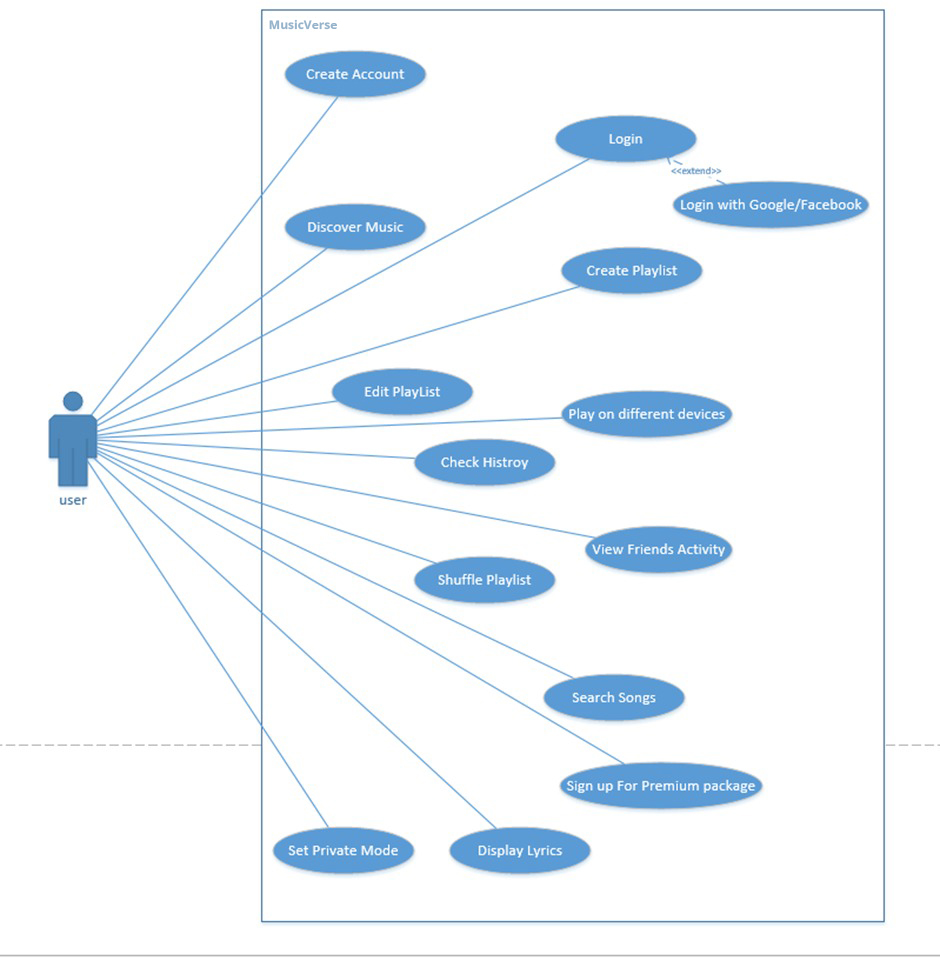 MusicVerse
Create Account
Login
<<extend>>
Login with Google/Facebook
Discover Music
Create Playlist
Edit PlayList
Play on different devices
Check Histroy
user
View Friends Activity
Shuffle Playlist
Search Songs
Sign up For Premium package
Set Private Mode
Display Lyrics